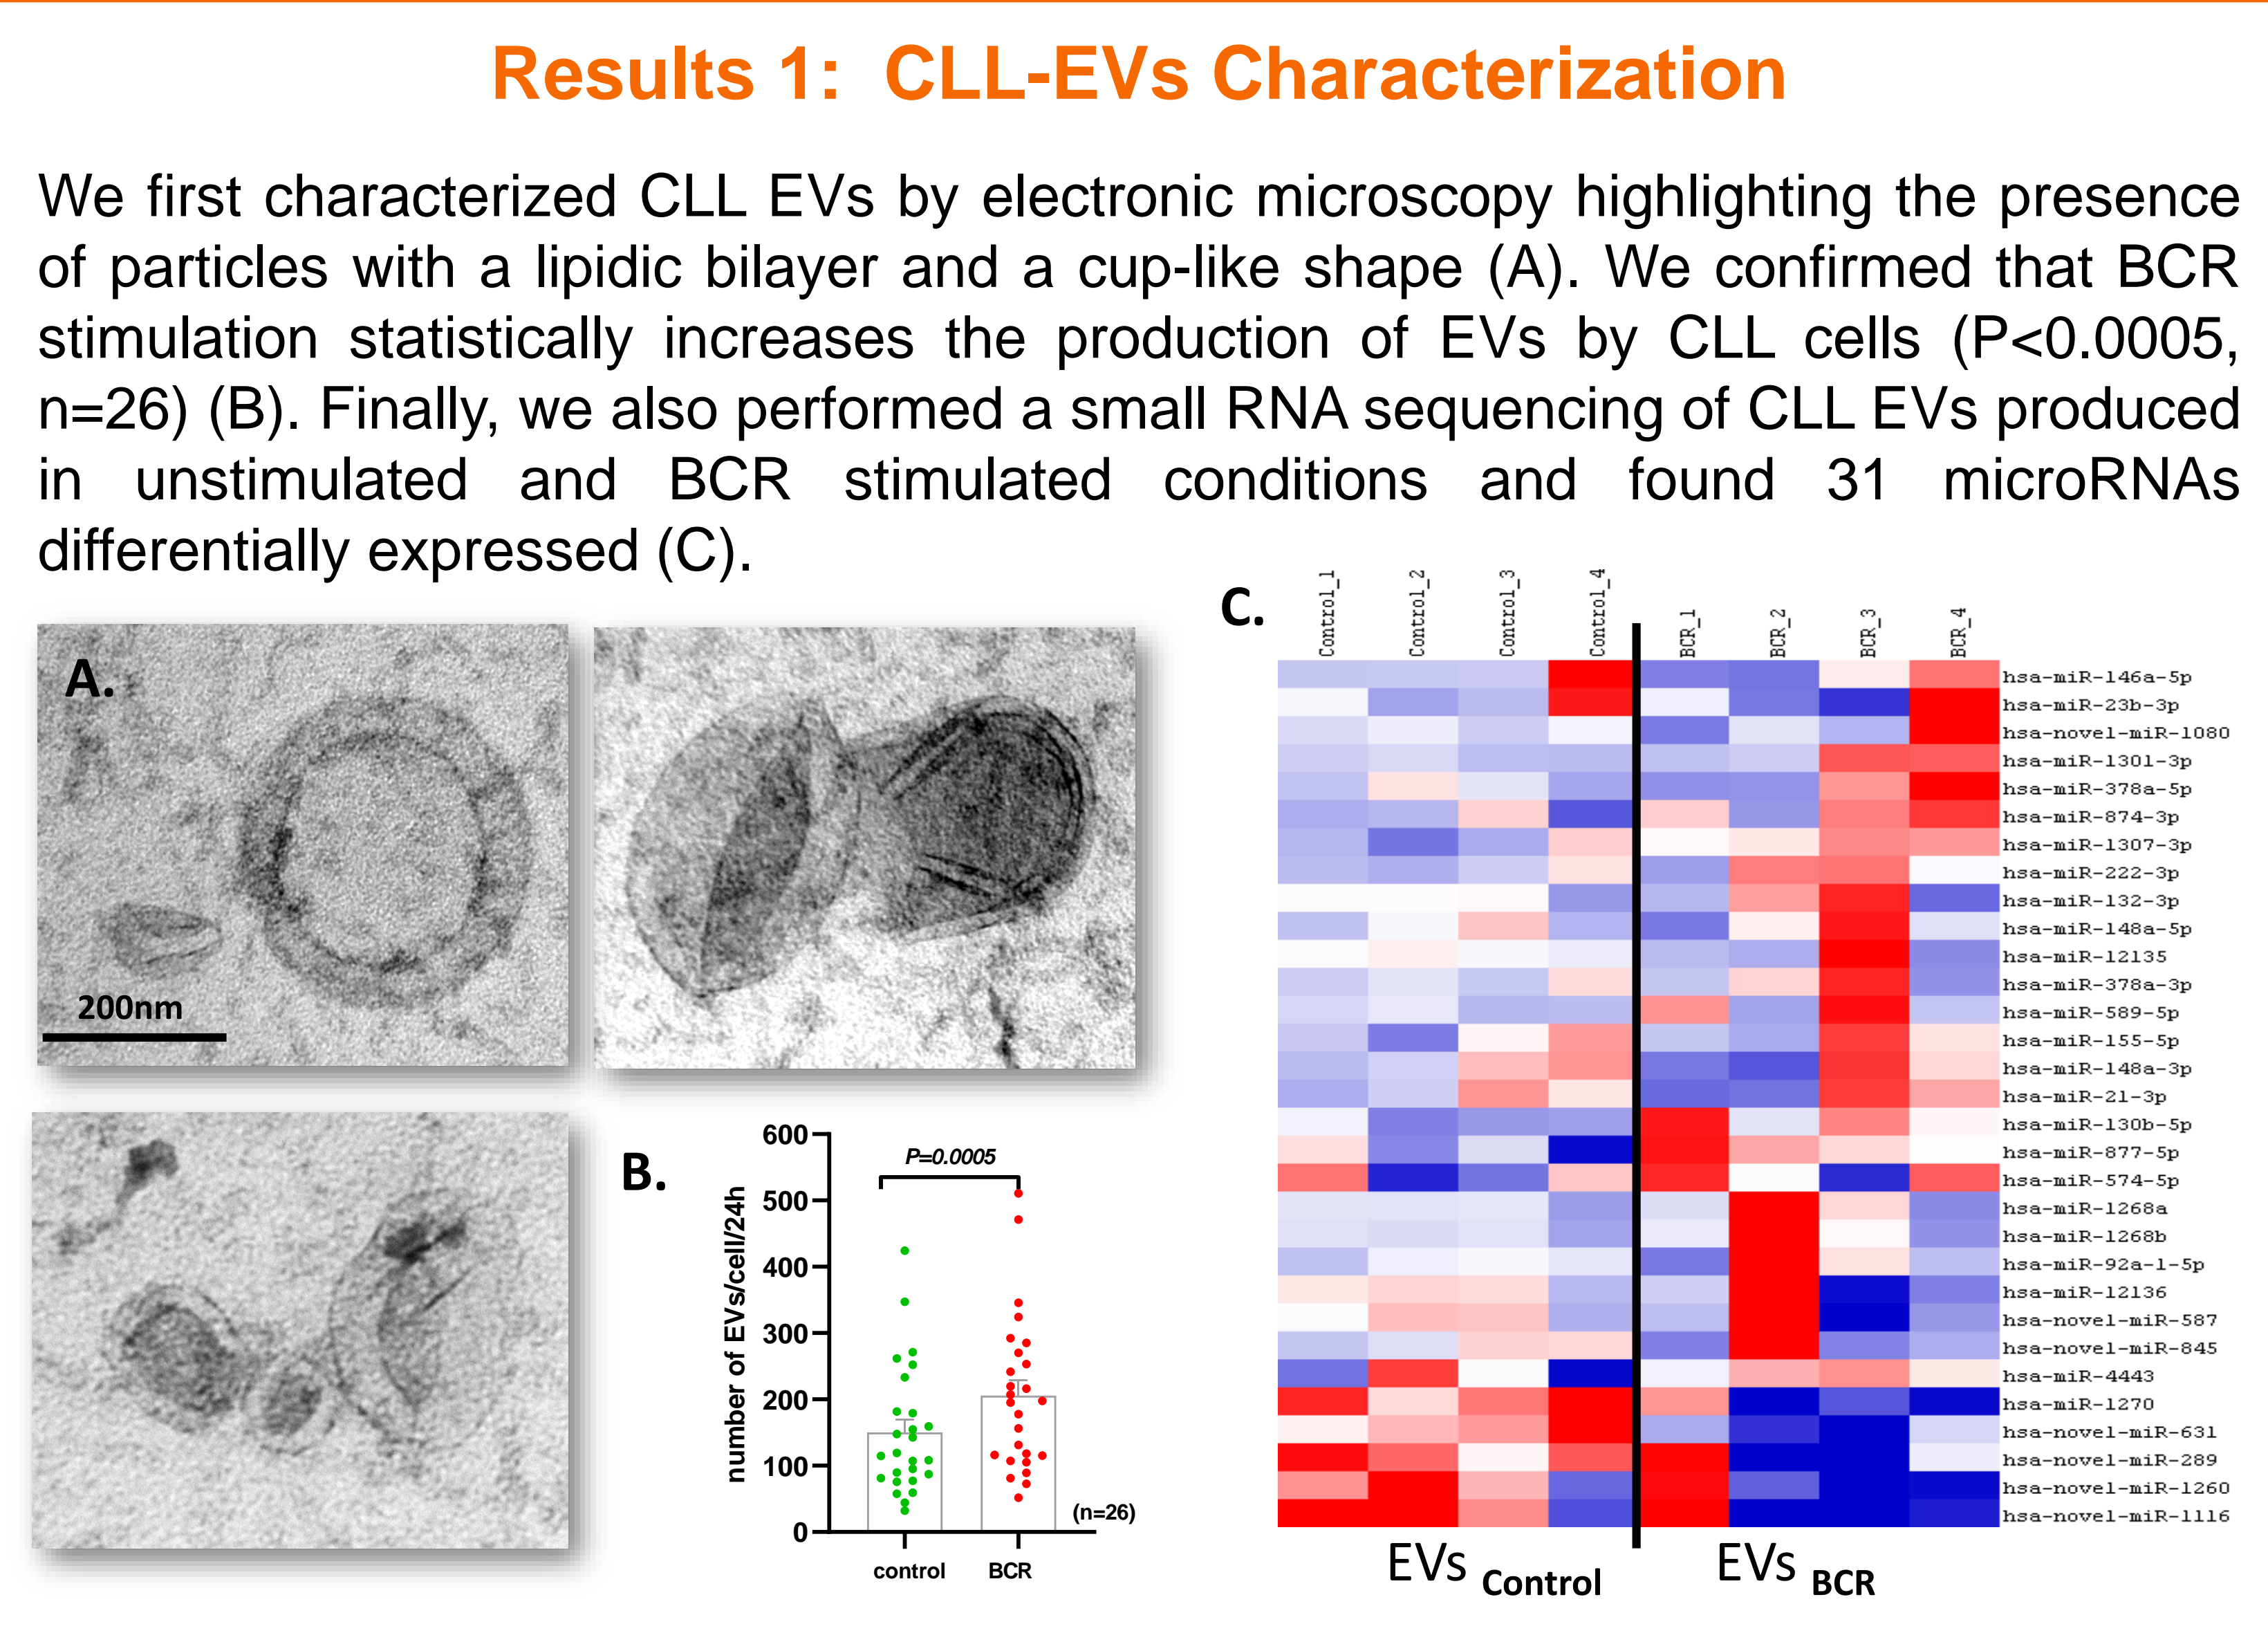 Results 1:  CLL-EVs Characterization
We first characterized CLL EVs by electronic microscopy highlighting the presence
of particles with a lipidic bilayer and a cup-like shape (A). We confirmed that BCR
stimulation statistically increases the production of EVs by CLL cells (P<0.0005,
n=26) (B). Finally, we also performed a small RNA sequencing of CLL EVs produced
in unstimulated and BCR stimulated conditions and found 31 microRNAs
differentially expressed (C).
A.
200nm
B.
number of EVs/cell/24h
600
500
400
300
200
100
0
P=0.0005
(n=26)
control
BCR
C.
Control_1
Control_2
Control_3
Control_4
BCR_1
BCR_2
BCR_3
BCR_4
hsa-miR-146a-5p
hsa-miR-23b-3p
hsa-novel-miR-1080
hsa-miR-1301-3p
hsa-miR-378a-5p
hsa-miR-874-3p
hsa-miR-1307-3p
hsa-miR-222-3p
hsa-miR-132-3p
hsa-miR-148a-5p
hsa-miR-12135
hsa-miR-378a-3p
hsa-miR-589-5p
hsa-miR-155-5p
hsa-miR-148a-3p
hsa-miR-21-3p
hsa-miR-130b-5p
hsa-miR-877-5p
hsa-miR-574-5p
hsa-miR-1268a
hsa-miR-1268b
hsa-miR-92a-1-5p
hsa-miR-12136
hsa-novel-miR-587
hsa-novel-miR-845
hsa-miR-4443
hsa-miR-1270
hsa-novel-miR-631
hsa-novel-miR-289
hsa-novel-miR-1260
hsa-novel-miR-1116
EVs Control
EVs BCR